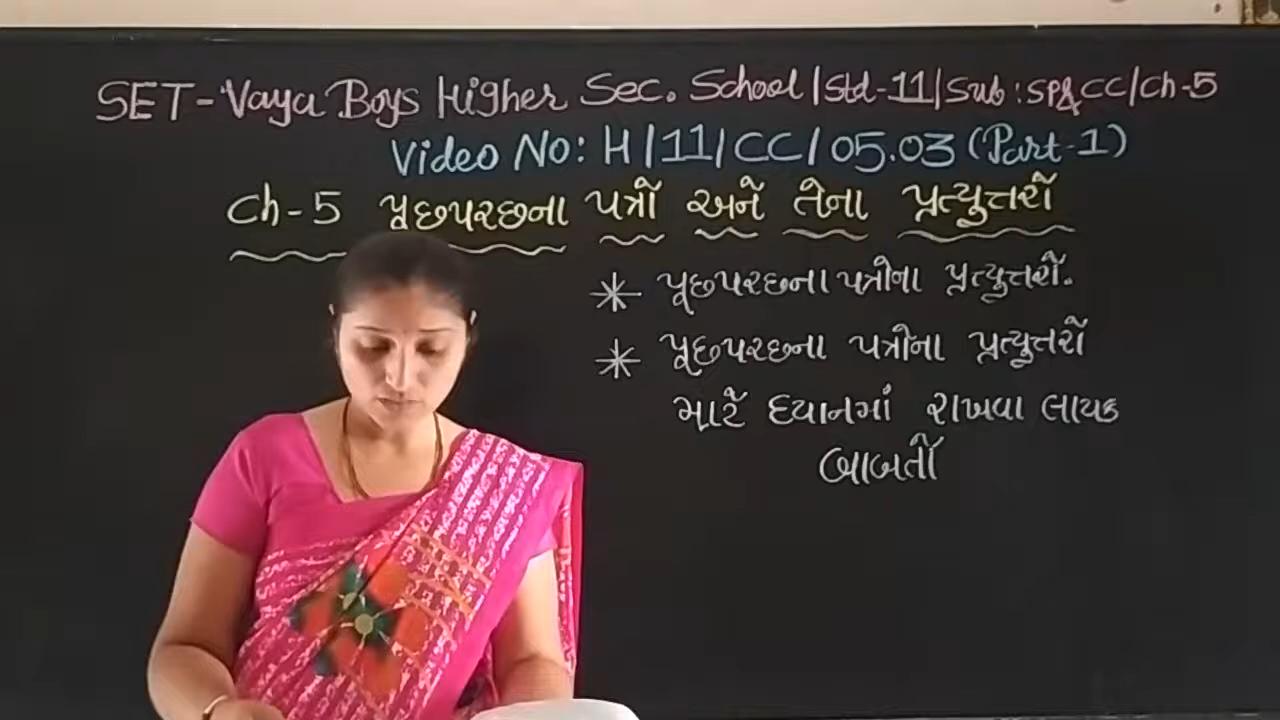 SET-Vaya Boys Higher Sec. School/Std-11/Sub:SP&CC/Ch-5
Video No: H/11/CC/05.03 (Part-1)
Ch-5 પૂછપરછના પત્રો અને તેના પ્રત્યુત્તરો
* પૂછપરછના પત્રોના પ્રત્યુત્તરો.
* પૂછપરછના પત્રોના પ્રત્યુત્તરો
માટે ધ્યાનમાં રાખવા લાયક
બાબતો